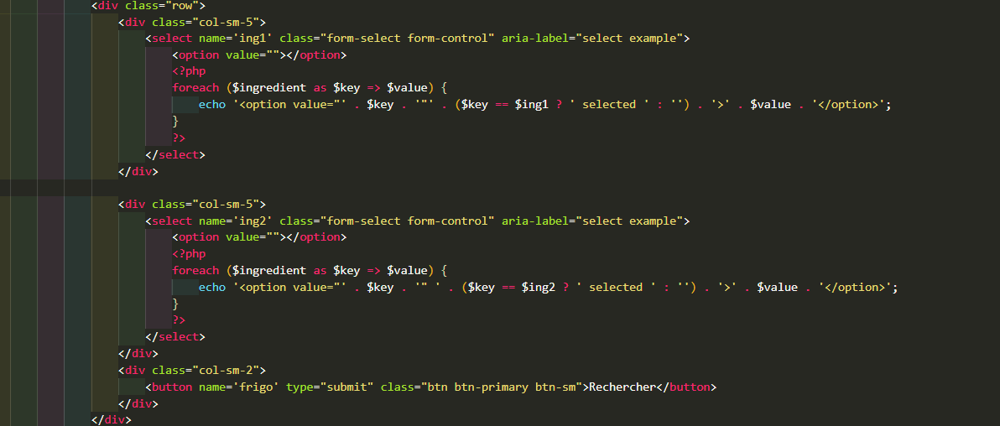 <div class="row">
<div class="col-sm-5">
<select name='ing1' class="form-select form-control" aria-label="select example">
<option value=""></option>
<?php
foreach ($ingredient as $key => $value) {
echo '<option value="' . $key . '"' . ($key == $ing1 ? ' selected ' : '') . '>' . $value . '</option>';
}
?>
</select>
</div>
<div class="col-sm-5">
<select name='ing2' class="form-select form-control" aria-label="select example">
<option value=""></option>
<?php
foreach ($ingredient as $key => $value) {
echo '<option value="' . $key . '" ' . ($key == $ing2 ? ' selected ' : '') . '>' . $value . '</option>';
}
?>
</select>
</div>
<div class="col-sm-2">
<button name='frigo' type="submit" class="btn btn-primary btn-sm">Rechercher</button>
</div>
</div>